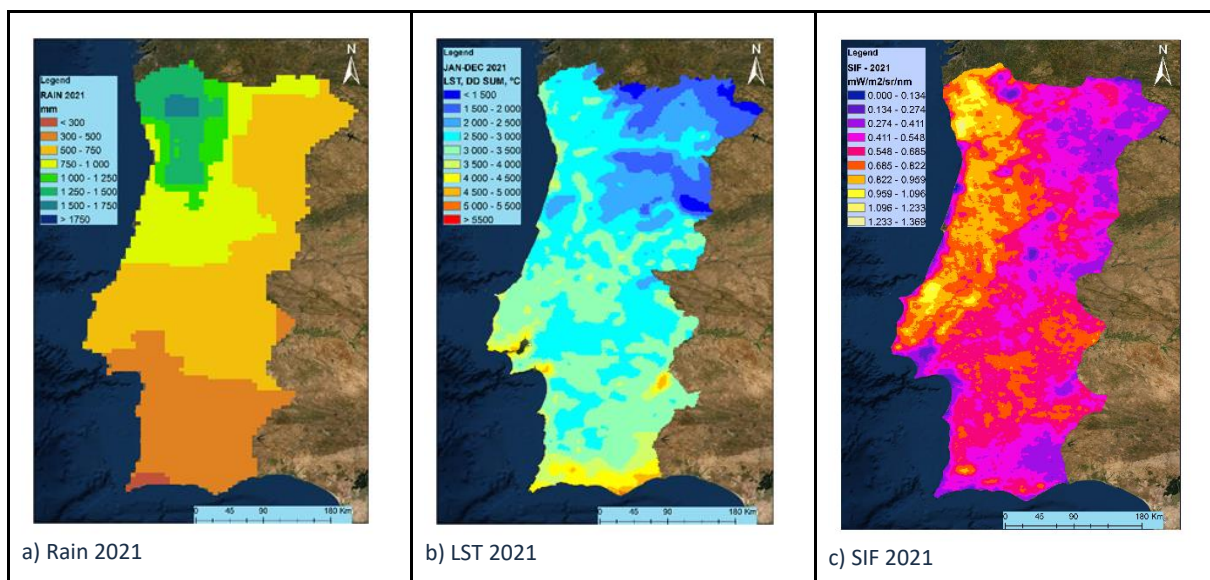 Legend
RAIN 2021
mm
< 300
300 - 500
500 - 750
750 - 1 000
1 000 - 1 250
1 250 - 1 500
1 500 - 1 750
> 1750
N
0 45 90 180 Km
a) Rain 2021
Legend
JAN-DEC 2021
LST, DD SUM, °C
< 1 500
1 500 - 2 000
2 000 - 2 500
2 500 - 3 000
3 000 - 3 500
3 500 - 4 000
4 000 - 4 500
4 500 - 5 000
5 000 - 5 500
> 5500
N
0 45 90 180 Km
b) LST 2021
Legend
SIF - 2021
mW/m2/sr/nm
0.000 - 0.134
0.134 - 0.274
0.274 - 0.411
0.411 - 0.548
0.548 - 0.685
0.685 - 0.822
0.822 - 0.959
0.959 - 1.096
1.096 - 1.233
1.233 - 1.369
N
0 45 90 180 Km
c) SIF 2021